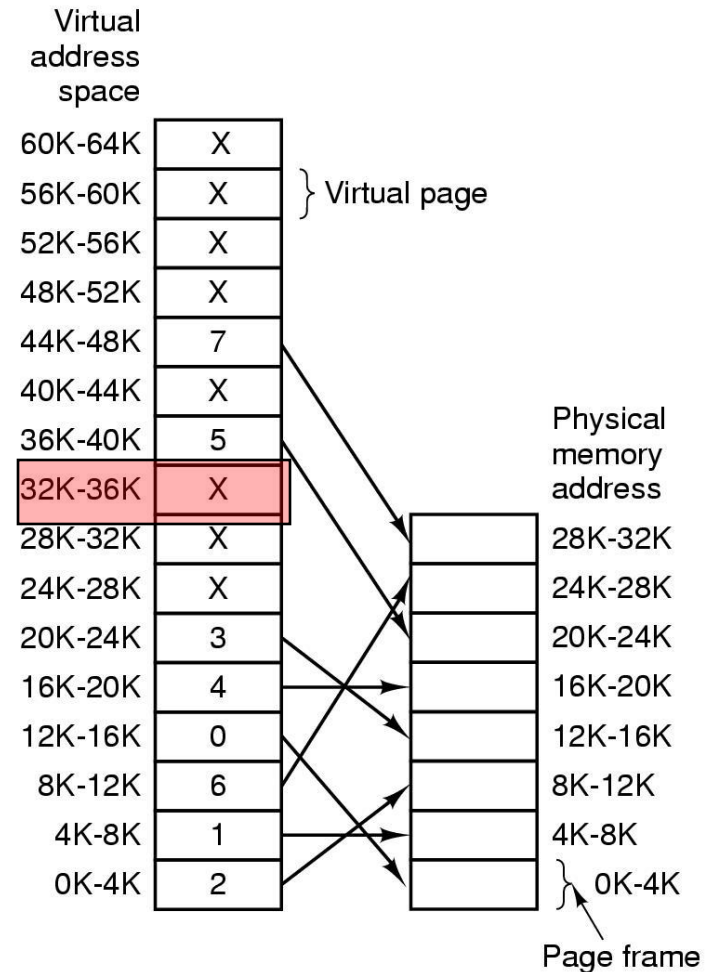 Virtual
address
space
60K-64K X
56K-60K X Virtual page
52K-56K X
48K-52K X
44K-48K 7
40K-44K X
36K-40K 5
32K-36K X
28K-32K X
24K-28K X
20K-24K 3
16K-20K 4
12K-16K 0
8K-12K 6
4K-8K 1
0K-4K 2
Physical
memory
address
28K-32K
24K-28K
20K-24K
16K-20K
12K-16K
8K-12K
4K-8K
0K-4K
Page frame